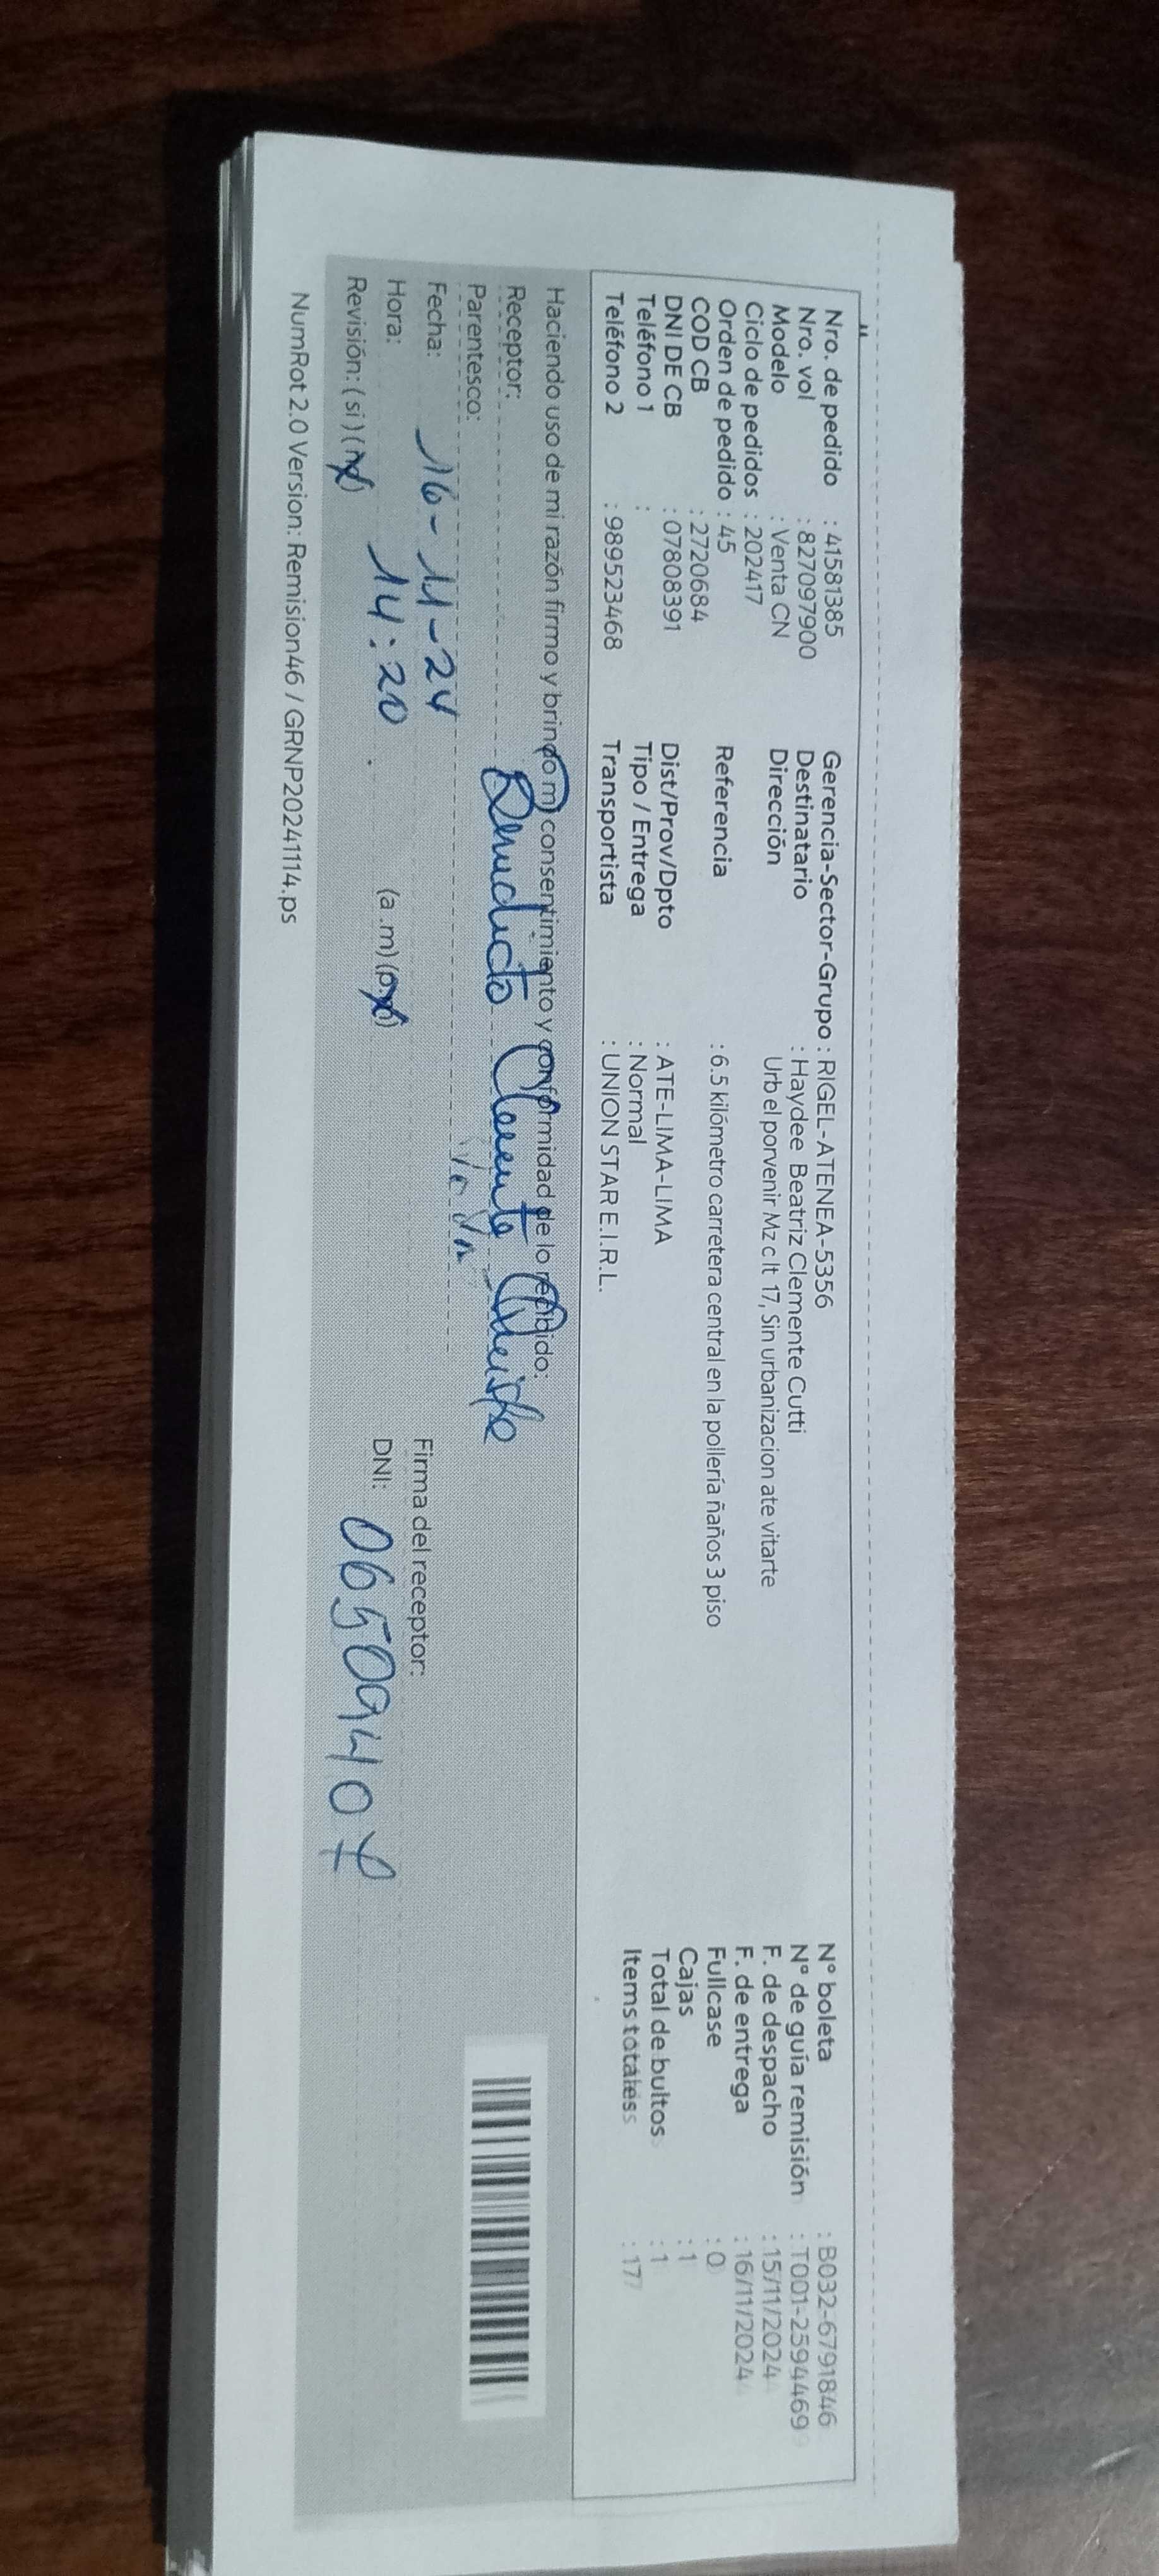 Nro. de pedido : 41581385
Nro. vol : 827097900
Modelo : Venta CN
Ciclo de pedidos : 202417
Orden de pedido : 45
COD CB : 2720684
DNI DE CB : 07808391
Teléfono 1 :
Teléfono 2 : 989523468
Gerencia-Sector-Grupo : RIGEL-ATENEA-5356
Destinatario : Haydee Beatriz Clemente Cutti
Dirección Urb el porvenir Mz c lt 17, Sin urbanizacion ate vitarte
Referencia : 6.5 kilómetro carretera central en la pollería ñaños 3 piso
Dist/Prov/Dpto : ATE-LIMA-LIMA
Tipo / Entrega : Normal
Transportista : UNION STAR E.I.R.L.
N° boleta : B032-6791846
N° de guía remisión : T001-2594469
F. de despacho : 15/11/2024
F. de entrega : 16/11/2024
Fullcase : 0
Cajas : 1
Total de bultos : 1
Items totales : 17
Haciendo uso de mi razón firmo y brindo mi consentimiento y conformidad de lo recibido:
Receptor: Clemente
Parentesco:
Fecha: 16-11-24
Hora: 14:20 (a.m) (p.m)
Revisión: (si) (no)
Firma del receptor:
DNI: 06509407
NumRot 2.0 Version: Remision46 / GRNP20241114.ps